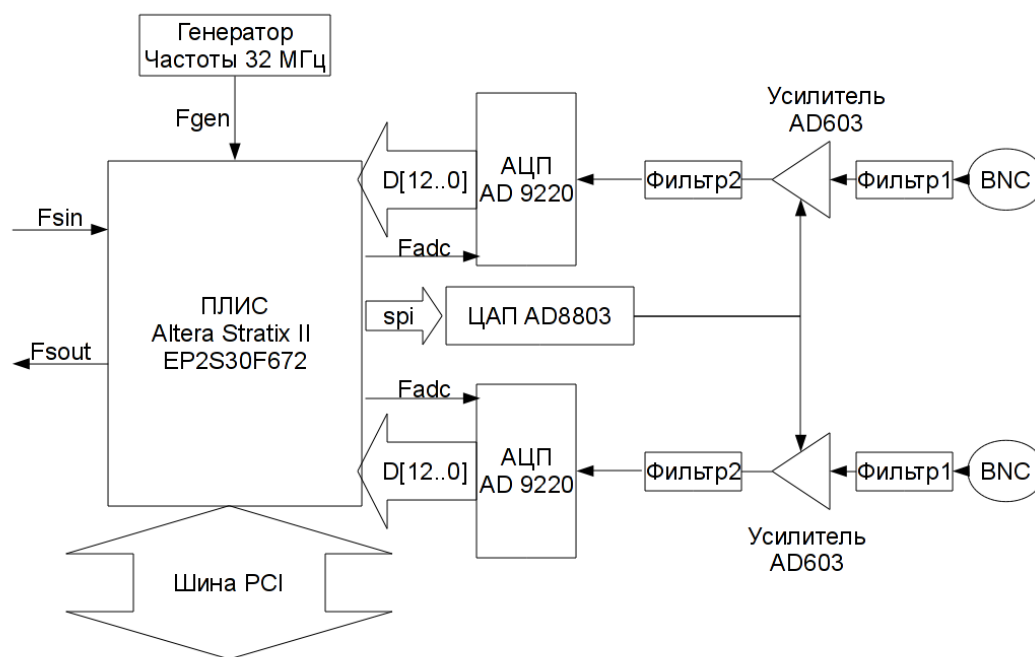 Генератор
Частоты 32 МГц
Fgen
Усилитель
AD603
D[12..0]
АЦП
AD 9220
Фильтр2
Фильтр1
BNC
Fsin
Fadc
ПЛИС
Altera Stratix II
EP2S30F672
spi
ЦАП AD8803
Fsout
Fadc
D[12..0]
АЦП
AD 9220
Фильтр2
Фильтр1
BNC
Усилитель
AD603
Шина PCI